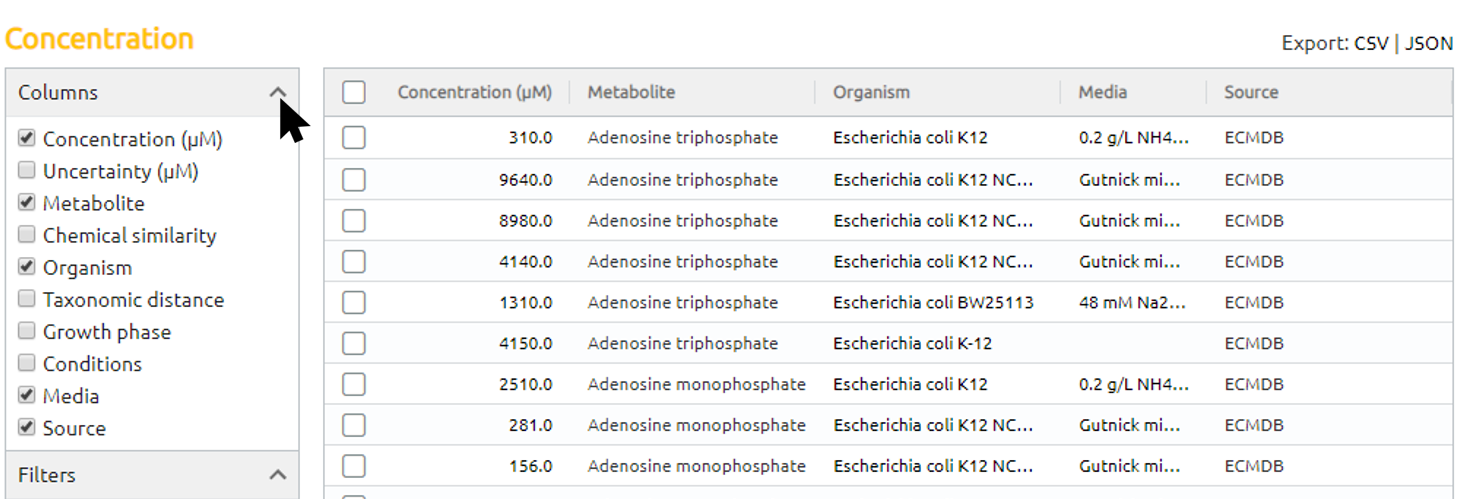 Concentration
Export: CSV | JSON
Columns
Concentration (µM)
Uncertainty (µM)
Metabolite
Chemical similarity
Organism
Taxonomic distance
Growth phase
Conditions
Media
Source
Filters
Concentration (µM) Metabolite Organism Media Source
310.0 Adenosine triphosphate Escherichia coli K12 0.2 g/L NH4... ECMDB
9640.0 Adenosine triphosphate Escherichia coli K12 NC... Gutnick mi... ECMDB
8980.0 Adenosine triphosphate Escherichia coli K12 NC... Gutnick mi... ECMDB
4140.0 Adenosine triphosphate Escherichia coli K12 NC... Gutnick mi... ECMDB
1310.0 Adenosine triphosphate Escherichia coli BW25113 48 mM Na2... ECMDB
4150.0 Adenosine triphosphate Escherichia coli K-12 ECMDB
2510.0 Adenosine monophosphate Escherichia coli K12 0.2 g/L NH4... ECMDB
281.0 Adenosine monophosphate Escherichia coli K12 NC... Gutnick mi... ECMDB
156.0 Adenosine monophosphate Escherichia coli K12 NC... Gutnick mi... ECMDB